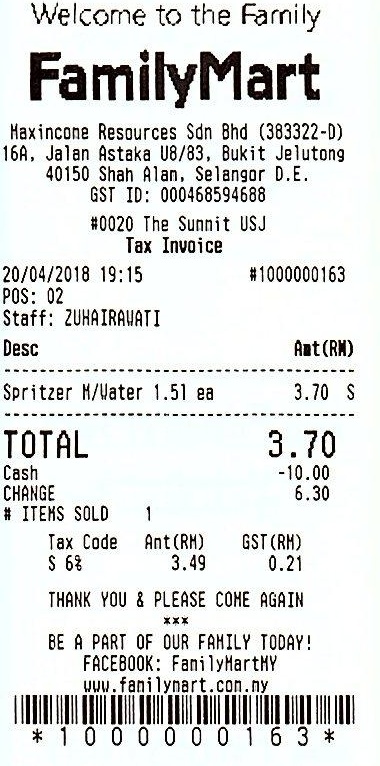 Welcome to the Family
FamilyMart
Maxincome Resources Sdn Bhd (383322-D)
16A, Jalan Astaka U8/83, Bukit Jelutong
40150 Shah Alan, Selangor D.E.
GST ID: 000468594688
#0020 The Summit USJ
Tax Invoice
20/04/2018 19:15 #1000000163
POS: 02
Staff: ZUHAIRAWATI
Desc Amt(RM)
Spritzer M/Water 1.5l ea 3.70 S
TOTAL 3.70
Cash -10.00
CHANGE 6.30
# ITEMS SOLD 1
Tax Code Amt(RM) GST(RM)
S 6% 3.49 0.21
THANK YOU & PLEASE COME AGAIN
***
BE A PART OF OUR FAMILY TODAY!
FACEBOOK: FamilyMartMY
www.familymart.com.my
*1000000163*